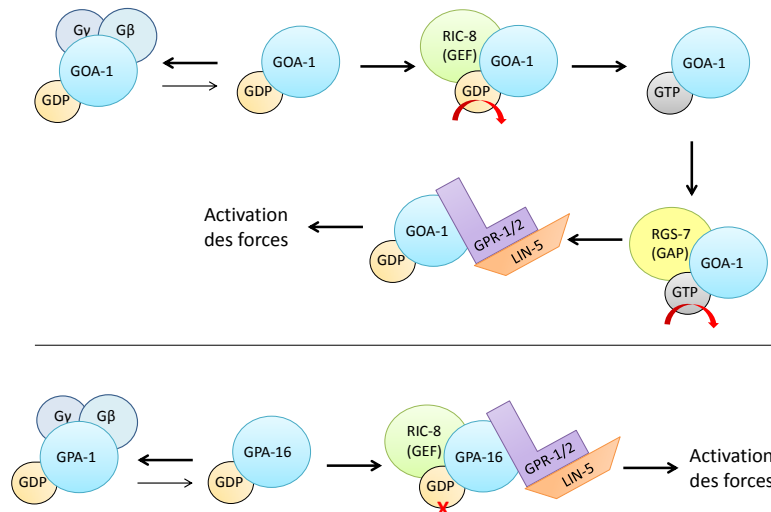 Gγ
Gβ
GOA-1
GDP
GOA-1
GDP
RIC-8
(GEF)
GOA-1
GDP
GOA-1
GTP
Activation
des forces
GOA-1
GDP
GPR-1/2
LIN-5
RGS-7
(GAP)
GOA-1
GTP
Gγ
Gβ
GPA-1
GDP
GPA-16
GDP
RIC-8
(GEF)
GPA-16
GDP
X
GPR-1/2
LIN-5
Activation
des forces